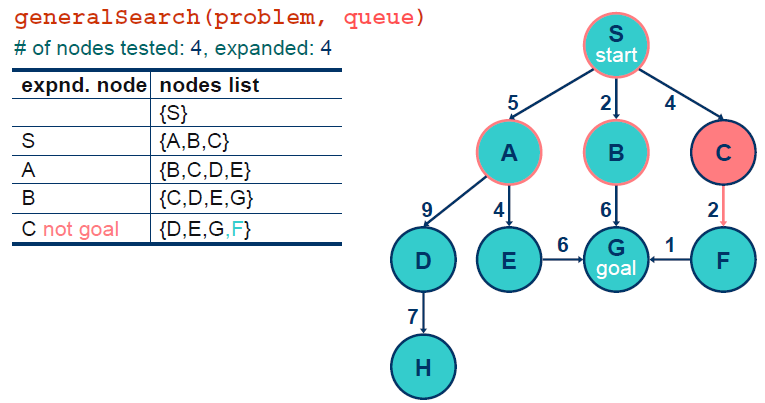 generalSearch(problem, queue)
# of nodes tested: 4, expanded: 4
expnd. node nodes list
{S}
S {A,B,C}
A {B,C,D,E}
B {C,D,E,G}
C not goal {D,E,G,F}
S
start
5 2 4
A B C
9 4 6 2
D E 6 G 1 F
goal
7
H